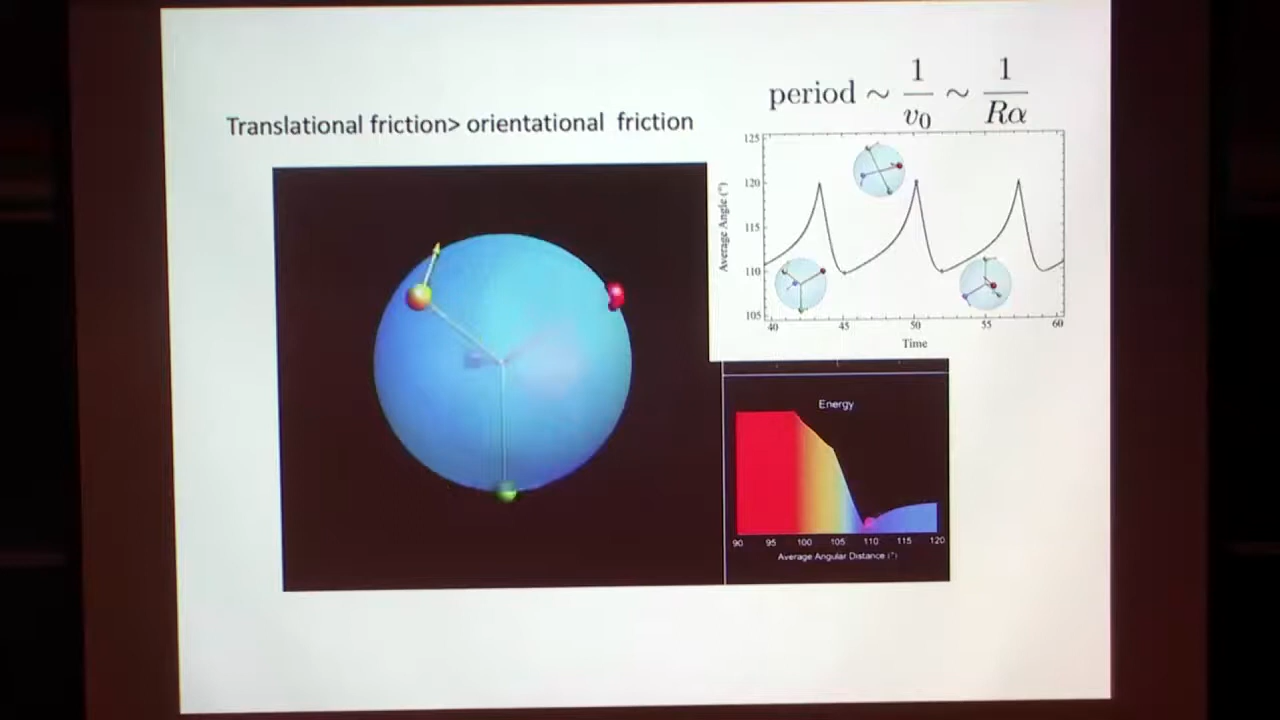 Translational friction> orientational friction
period ~ 1/v₀ ~ 1/Rα
125
120
115
110
105
Average Angle (°)
40 45 50 55 60
Time
Energy
90 95 100 105 110 115 120
Average Angular Distance (°)